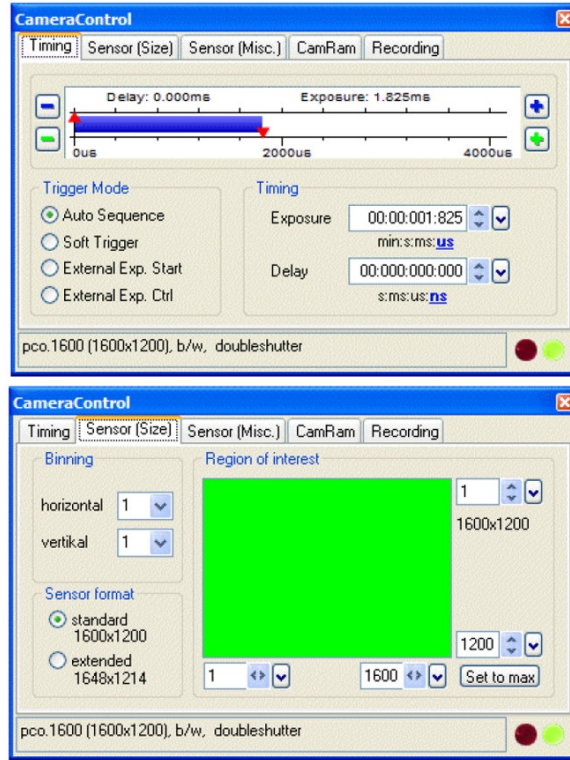 CameraControl
Timing Sensor (Size) Sensor (Misc.) CamRam Recording
Delay: 0.000ms Exposure: 1.825ms
0us 2000us 4000us
Trigger Mode
Auto Sequence
Soft Trigger
External Exp. Start
External Exp. Ctrl
Timing
Exposure 00:00:001:825
min:s:ms:us
Delay 00:000:000:000
s:ms:us:ns
pco.1600 (1600x1200), b/w, doubleshutter
CameraControl
Timing Sensor (Size) Sensor (Misc.) CamRam Recording
Binning
horizontal 1
vertikal 1
Sensor format
standard
1600x1200
extended
1648x1214
Region of interest
1
1600x1200
1200
1 1600 Set to max
pco.1600 (1600x1200), b/w, doubleshutter